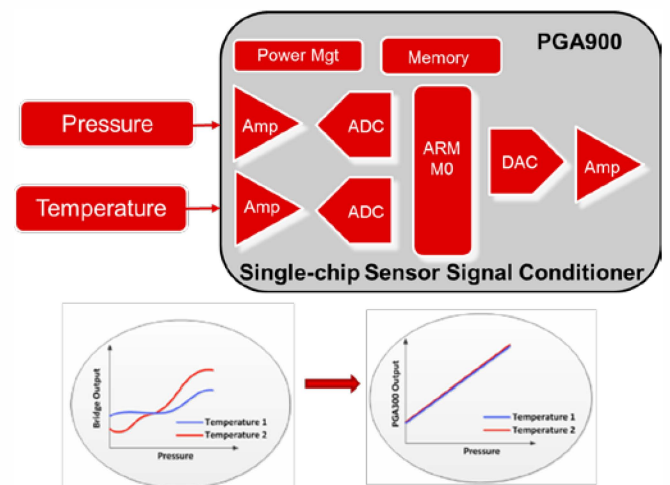 PGA900
Power Mgt
Memory
Pressure
Amp
ADC
ARM
M0
DAC
Amp
Temperature
Amp
ADC
Single-chip Sensor Signal Conditioner
Bridge Output
Temperature 1
Temperature 2
Pressure
PGA300 Output
Temperature 1
Temperature 2
Pressure